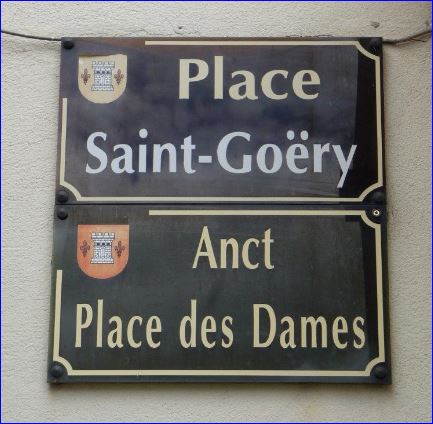 Place
Saint-Goëry
Anct
Place des Dames